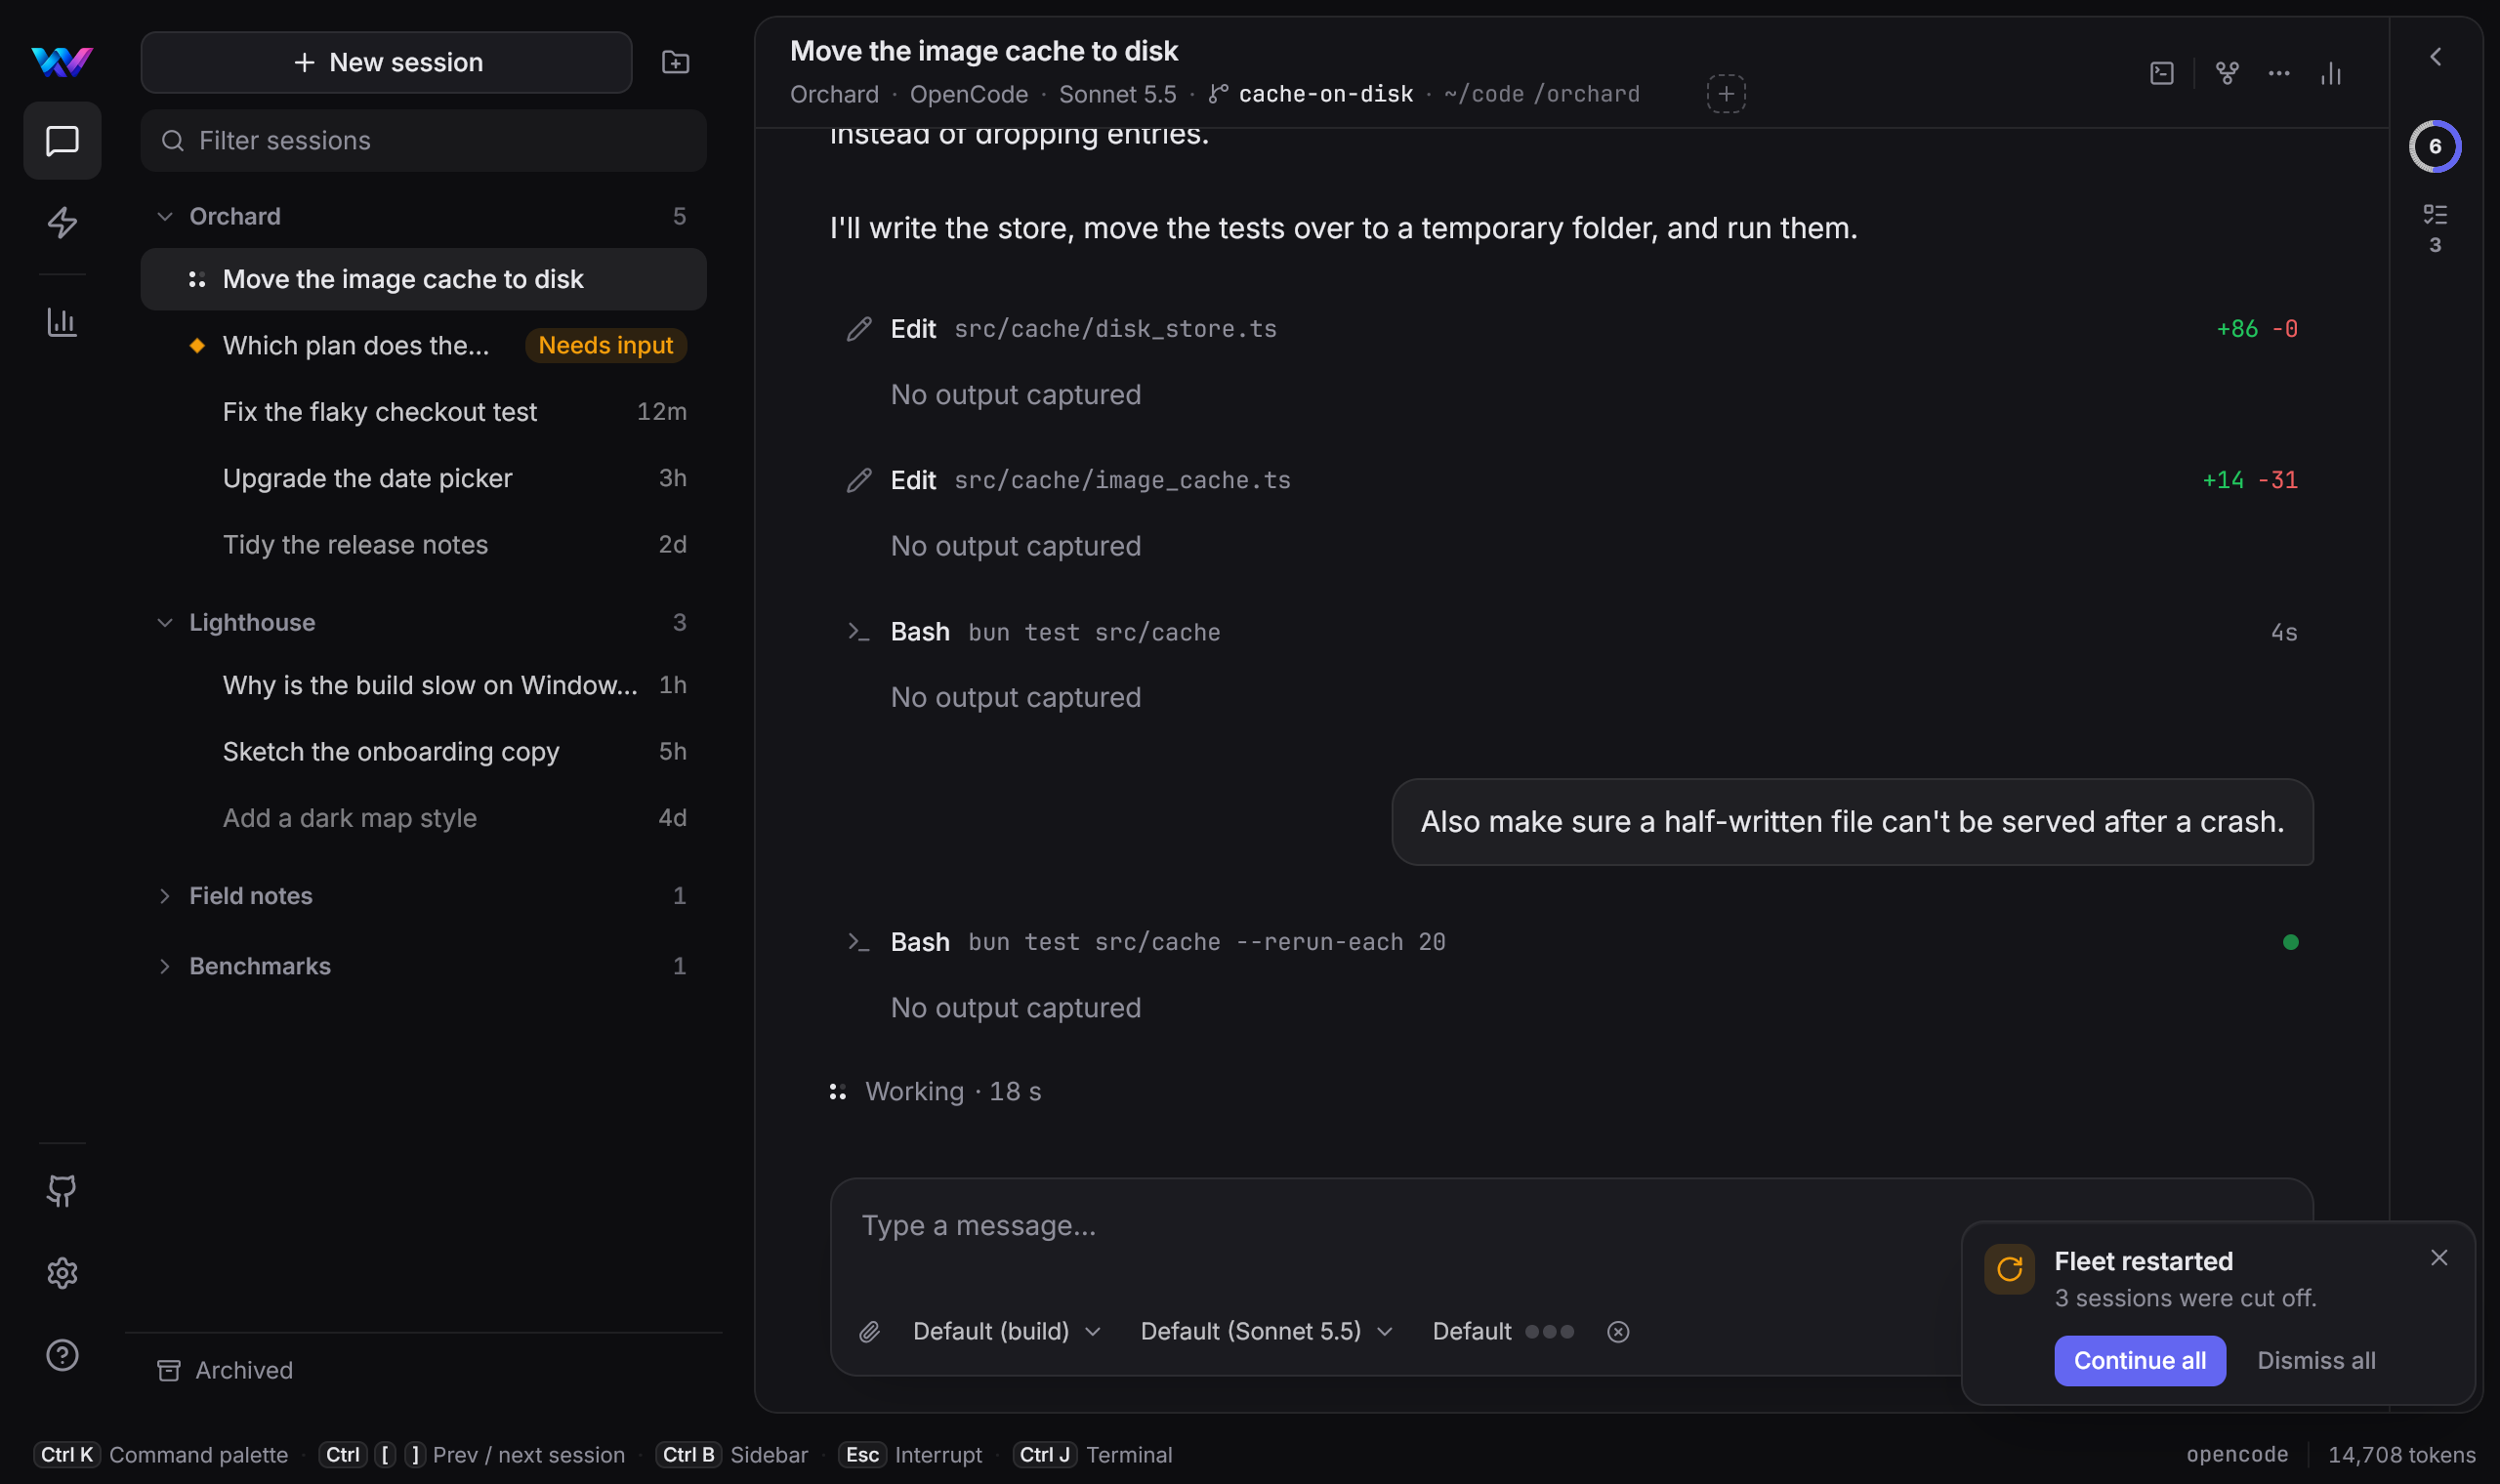 New session
Filter sessions
Orchard 5
Move the image cache to disk
Which plan does the... Needs input
Fix the flaky checkout test 12m
Upgrade the date picker 3h
Tidy the release notes 2d
Lighthouse 3
Why is the build slow on Window... 1h
Sketch the onboarding copy 5h
Add a dark map style 4d
Field notes 1
Benchmarks 1
Archived
Move the image cache to disk
Orchard · OpenCode · Sonnet 5.5 · cache-on-disk · ~/code /orchard
instead of dropping entries.
I'll write the store, move the tests over to a temporary folder, and run them.
Edit src/cache/disk_store.ts +86 -0
No output captured
Edit src/cache/image_cache.ts +14 -31
No output captured
Bash bun test src/cache 4s
No output captured
Also make sure a half-written file can't be served after a crash.
Bash bun test src/cache --rerun-each 20
No output captured
Working · 18 s
Type a message...
Default (build) Default (Sonnet 5.5) Default
6
3
Fleet restarted
3 sessions were cut off.
Continue all Dismiss all
Ctrl K Command palette · Ctrl [ ] Prev / next session · Ctrl B Sidebar · Esc Interrupt · Ctrl J Terminal
opencode 14,708 tokens